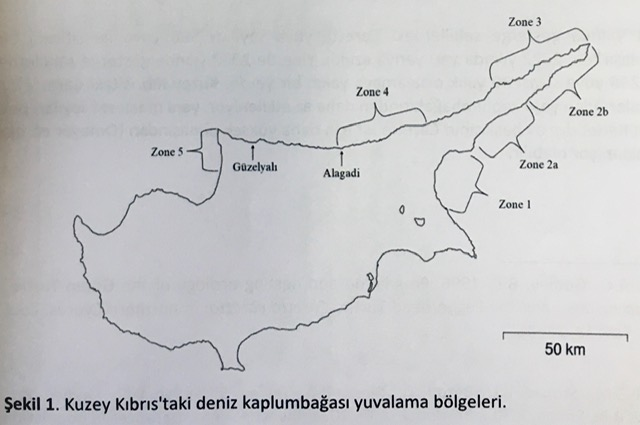 Zone 3
Zone 4
Zone 2b
Zone 5
Güzelyalı
Alagadi
Zone 2a
Zone 1
50 km
Şekil 1. Kuzey Kıbrıs'taki deniz kaplumbağası yuvalama bölgeleri.